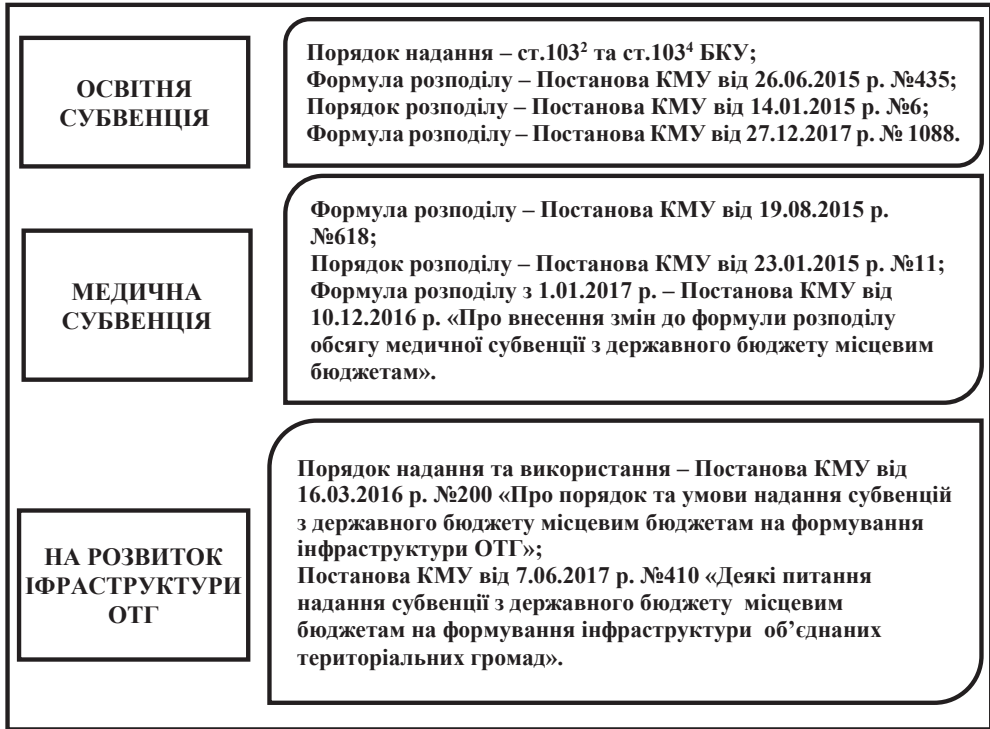 ОСВІТНЯ
СУБВЕНЦІЯ
Порядок надання – ст.103² та ст.103⁴ БКУ;
Формула розподілу – Постанова КМУ від 26.06.2015 р. №435;
Порядок розподілу – Постанова КМУ від 14.01.2015 р. №6;
Формула розподілу – Постанова КМУ від 27.12.2017 р. № 1088.
МЕДИЧНА
СУБВЕНЦІЯ
Формула розподілу – Постанова КМУ від 19.08.2015 р.
№618;
Порядок розподілу – Постанова КМУ від 23.01.2015 р. №11;
Формула розподілу з 1.01.2017 р. – Постанова КМУ від
10.12.2016 р. «Про внесення змін до формули розподілу
обсягу медичної субвенції з державного бюджету місцевим
бюджетам».
НА РОЗВИТОК
ІФРАСТРУКТУРИ
ОТГ
Порядок надання та використання – Постанова КМУ від
16.03.2016 р. №200 «Про порядок та умови надання субвенцій
з державного бюджету місцевим бюджетам на формування
інфраструктури ОТГ»;
Постанова КМУ від 7.06.2017 р. №410 «Деякі питання
надання субвенції з державного бюджету місцевим
бюджетам на формування інфраструктури об’єднаних
територіальних громад».